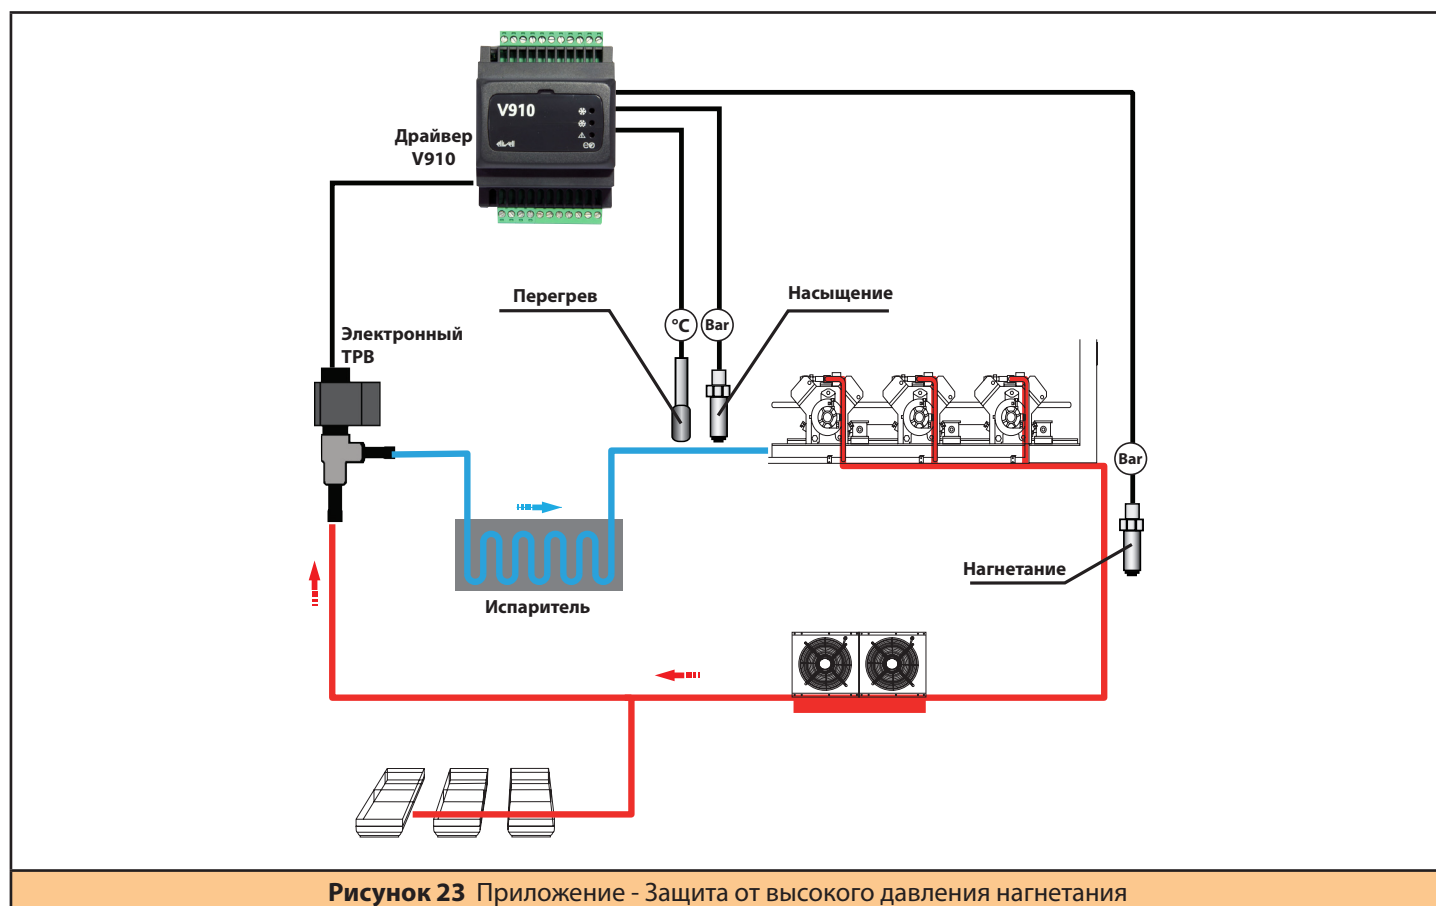 V910
eliwell
Драйвер
V910
Перегрев
Насыщение
°C
Bar
Электронный
ТРВ
Bar
Нагнетание
Испаритель
Рисунок 23 Приложение - Защита от высокого давления нагнетания